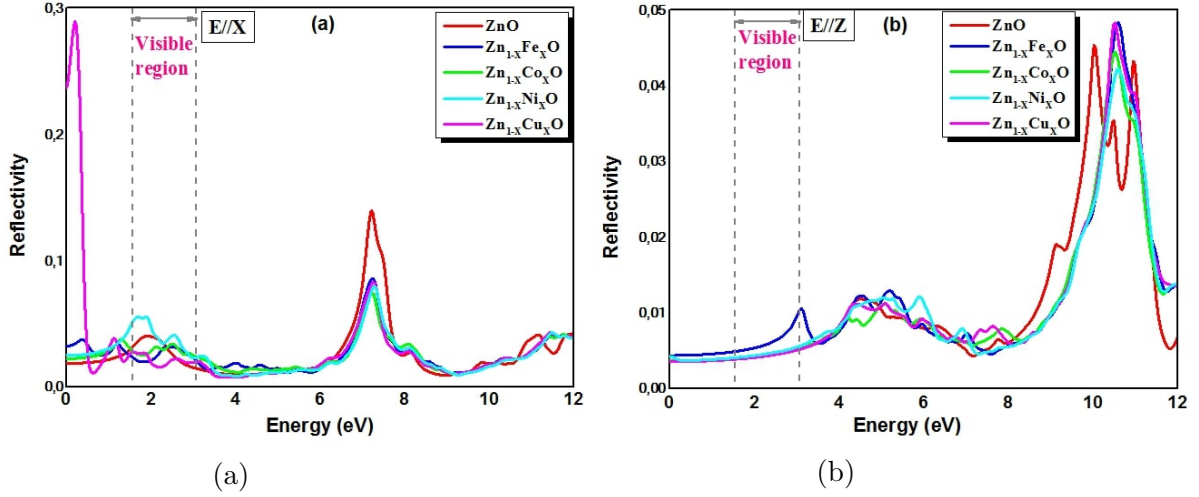 E//X
(a)
Visible
region
ZnO
Zn1-XFeXO
Zn1-XCoXO
Zn1-XNiXO
Zn1-XCuXO
Reflectivity
0,3
0,2
0,1
0,0
0 2 4 6 8 10 12
Energy (eV)
(a)
E//Z
(b)
Visible
region
ZnO
Zn1-XFeXO
Zn1-XCoXO
Zn1-XNiXO
Zn1-XCuXO
Reflectivity
0,05
0,04
0,03
0,02
0,01
0,00
0 2 4 6 8 10 12
Energy (eV)
(b)